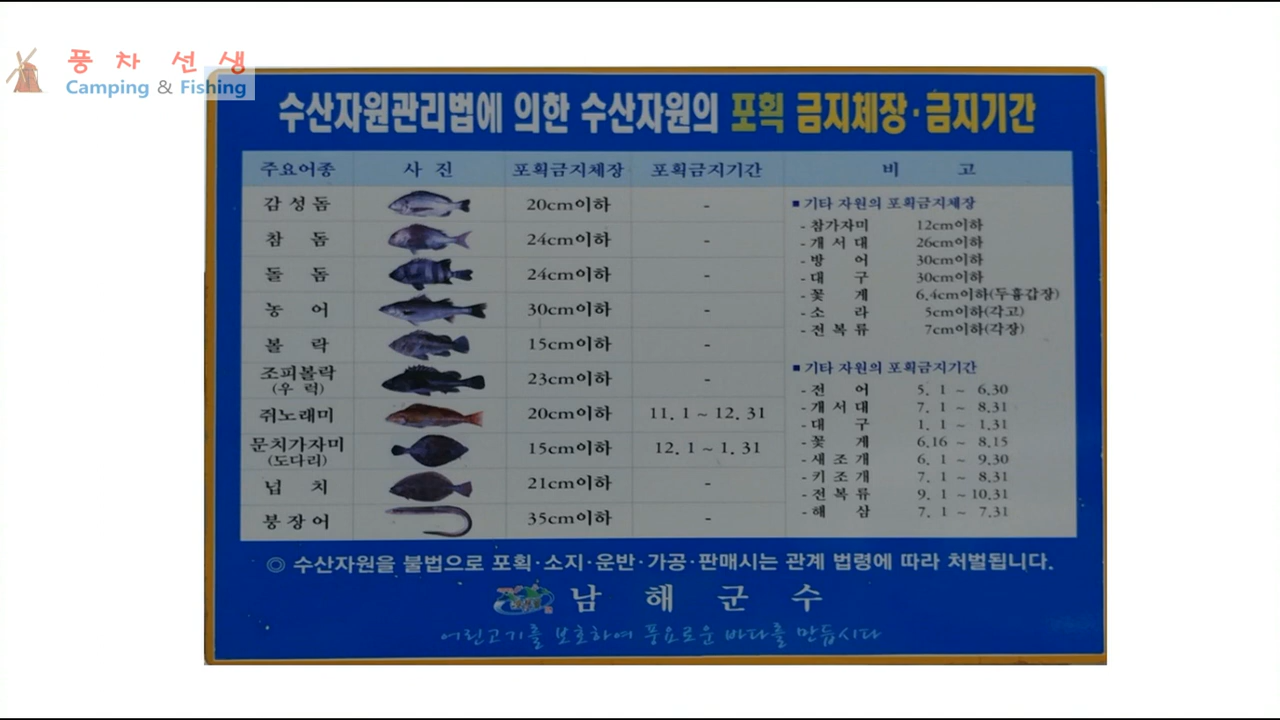 풍차선생
Camping & Fishing
수산자원관리법에 의한 수산자원의 포획 금지체장·금지기간
주요어종 사 진 포획금지체장 포획금지기간 비 고
감성돔 20cm이하 -
참 돔 24cm이하 -
돌 돔 24cm이하 -
농 어 30cm이하 -
볼 락 15cm이하 -
조피볼락 23cm이하 -
(우 럭)
쥐노래미 20cm이하 11. 1 ~ 12. 31
문치가자미 15cm이하 12. 1 ~ 1. 31
(도다리)
넙 치 21cm이하 -
붕장어 35cm이하 -
■ 기타 자원의 포획금지체장
- 참가자미 12cm이하
- 개서대 26cm이하
- 방 어 30cm이하
- 대 구 30cm이하
- 꽃 게 6.4cm이하(두흉갑장)
- 소 라 5cm이하(각고)
- 전복류 7cm이하(각장)
■ 기타 자원의 포획금지기간
- 전 어 5. 1 ~ 6.30
- 개서대 7. 1 ~ 8.31
- 대 구 1. 1 ~ 1.31
- 꽃 게 6.16 ~ 8.15
- 새조개 6. 1 ~ 9.30
- 키조개 7. 1 ~ 8.31
- 전복류 9. 1 ~ 10.31
- 해 삼 7. 1 ~ 7.31
◎ 수산자원을 불법으로 포획·소지·운반·가공·판매시는 관계 법령에 따라 처벌됩니다.
남 해 군 수
어린고기를 보호하여 풍요로운 바다를 만듭시다